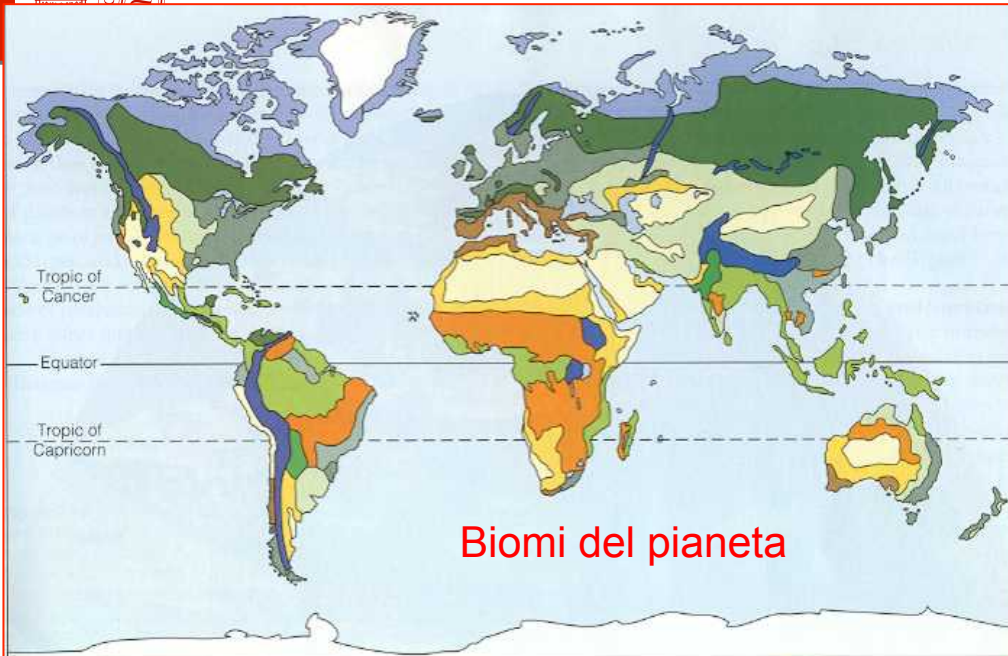 Tropic of
Cancer
Equator
Tropic of
Capricorn
Biomi del pianeta